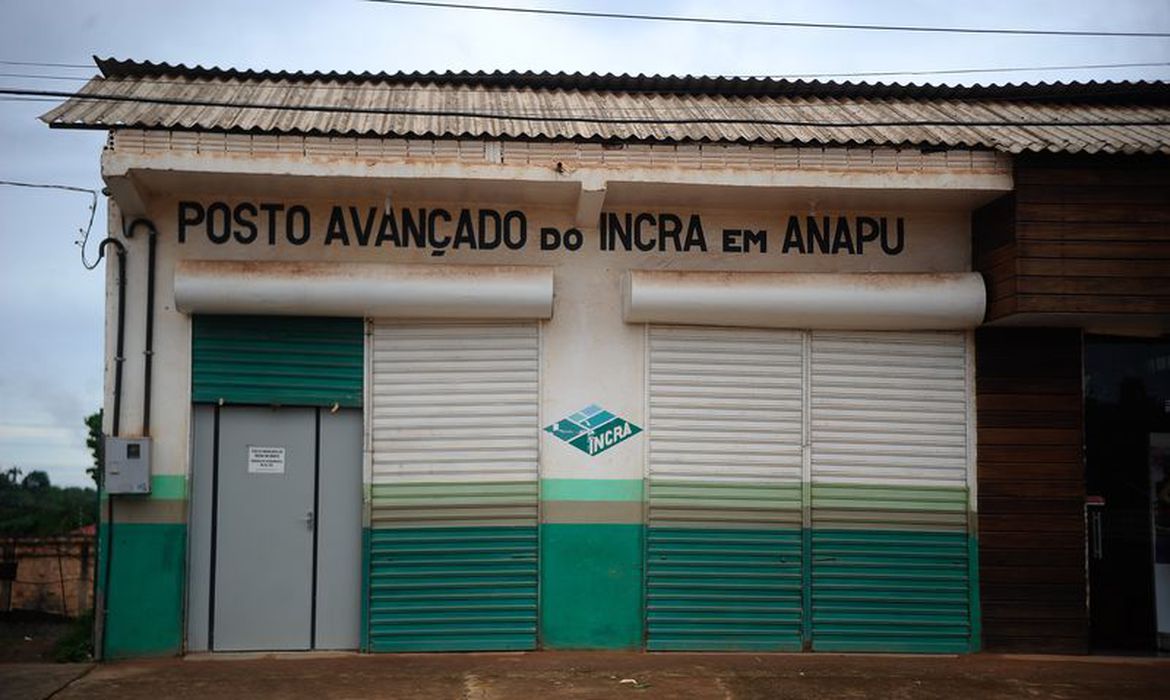 POSTO AVANÇADO DO INCRA EM ANAPU
INCRA